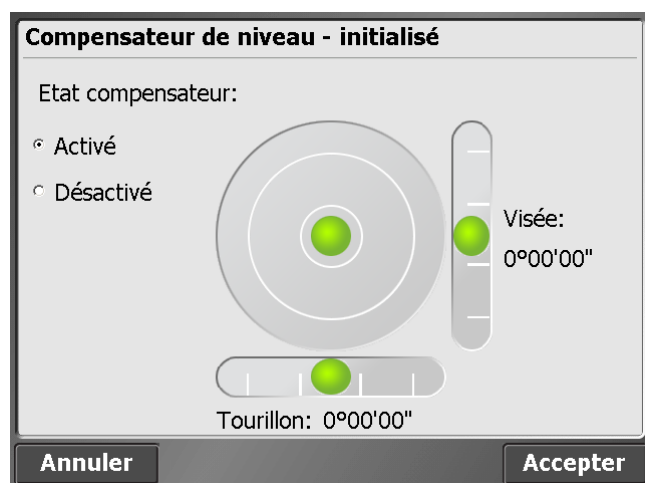 Compensateur de niveau - initialisé
Etat compensateur:
Activé
Désactivé
Visée:
0°00'00"
Tourillon: 0°00'00"
Annuler
Accepter